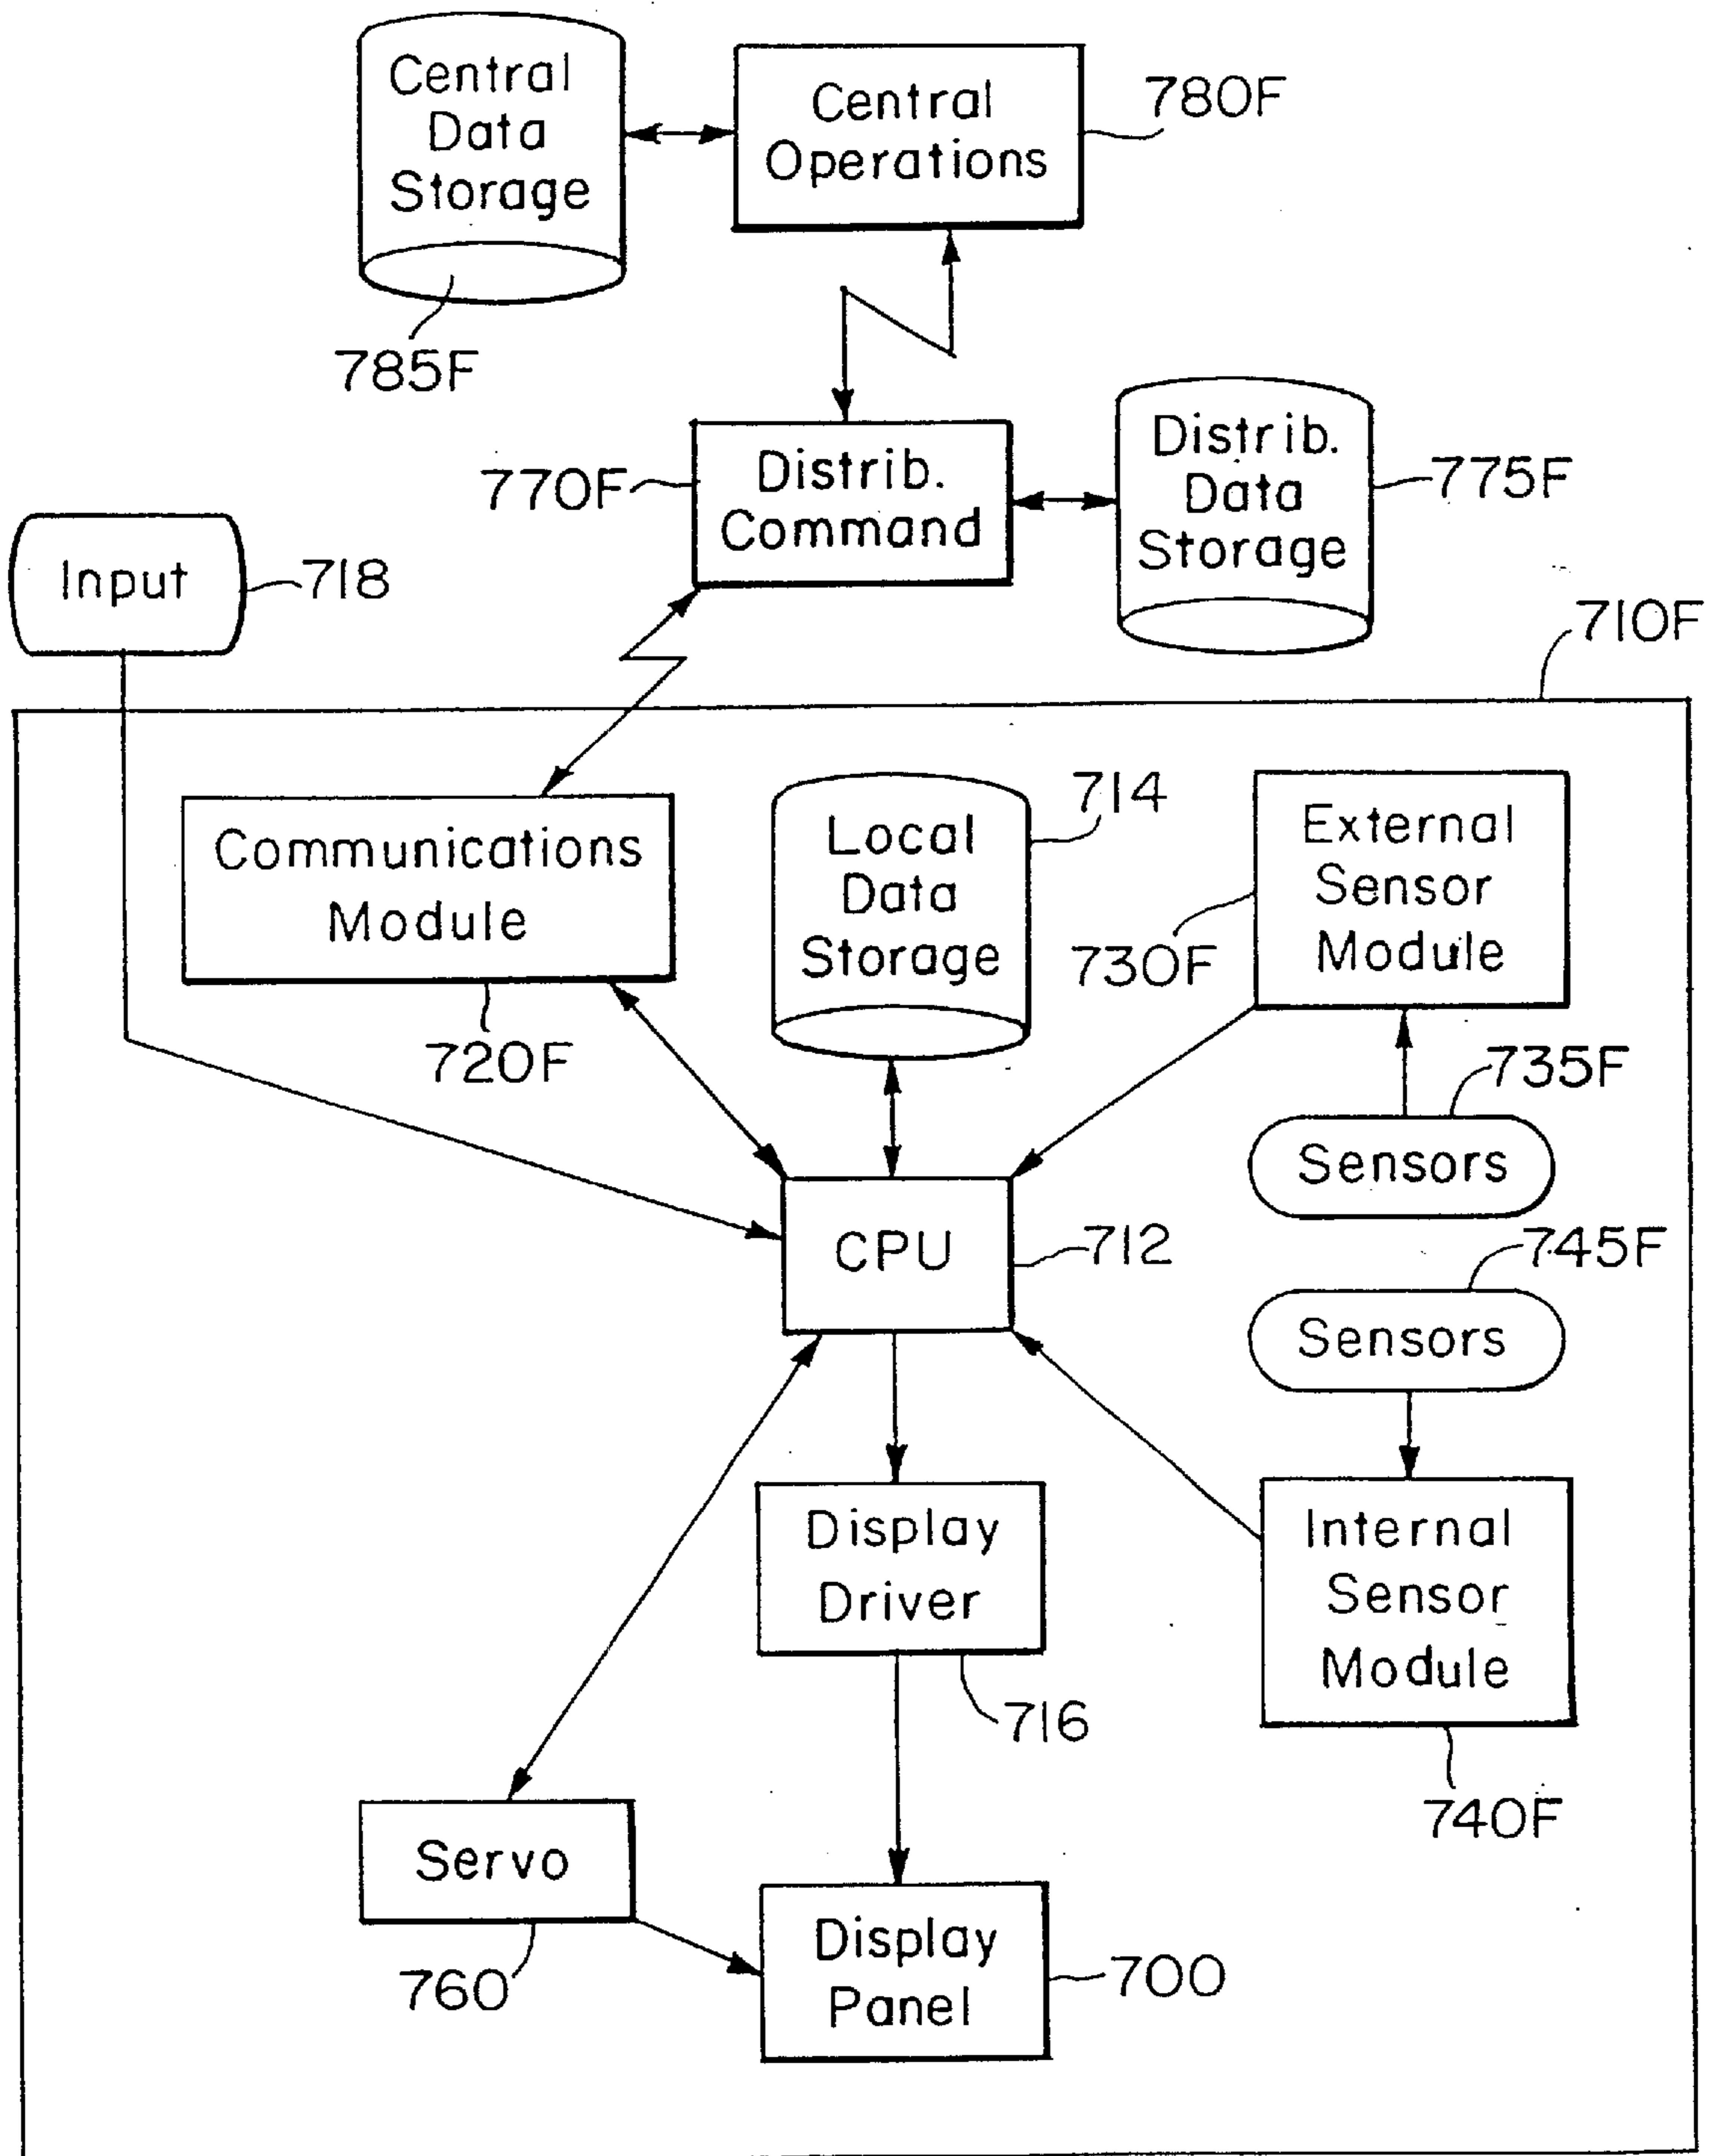 Central
Data
Storage
785F
Central
Operations
780F
770F
Distrib.
Command
Distrib.
Data
Storage
775F
Input
718
710F
Communications
Module
720F
Local
Data
Storage
714
External
Sensor
Module
730F
735F
Sensors
CPU
712
745F
Sensors
Display
Driver
716
Internal
Sensor
Module
740F
Servo
760
Display
Panel
700